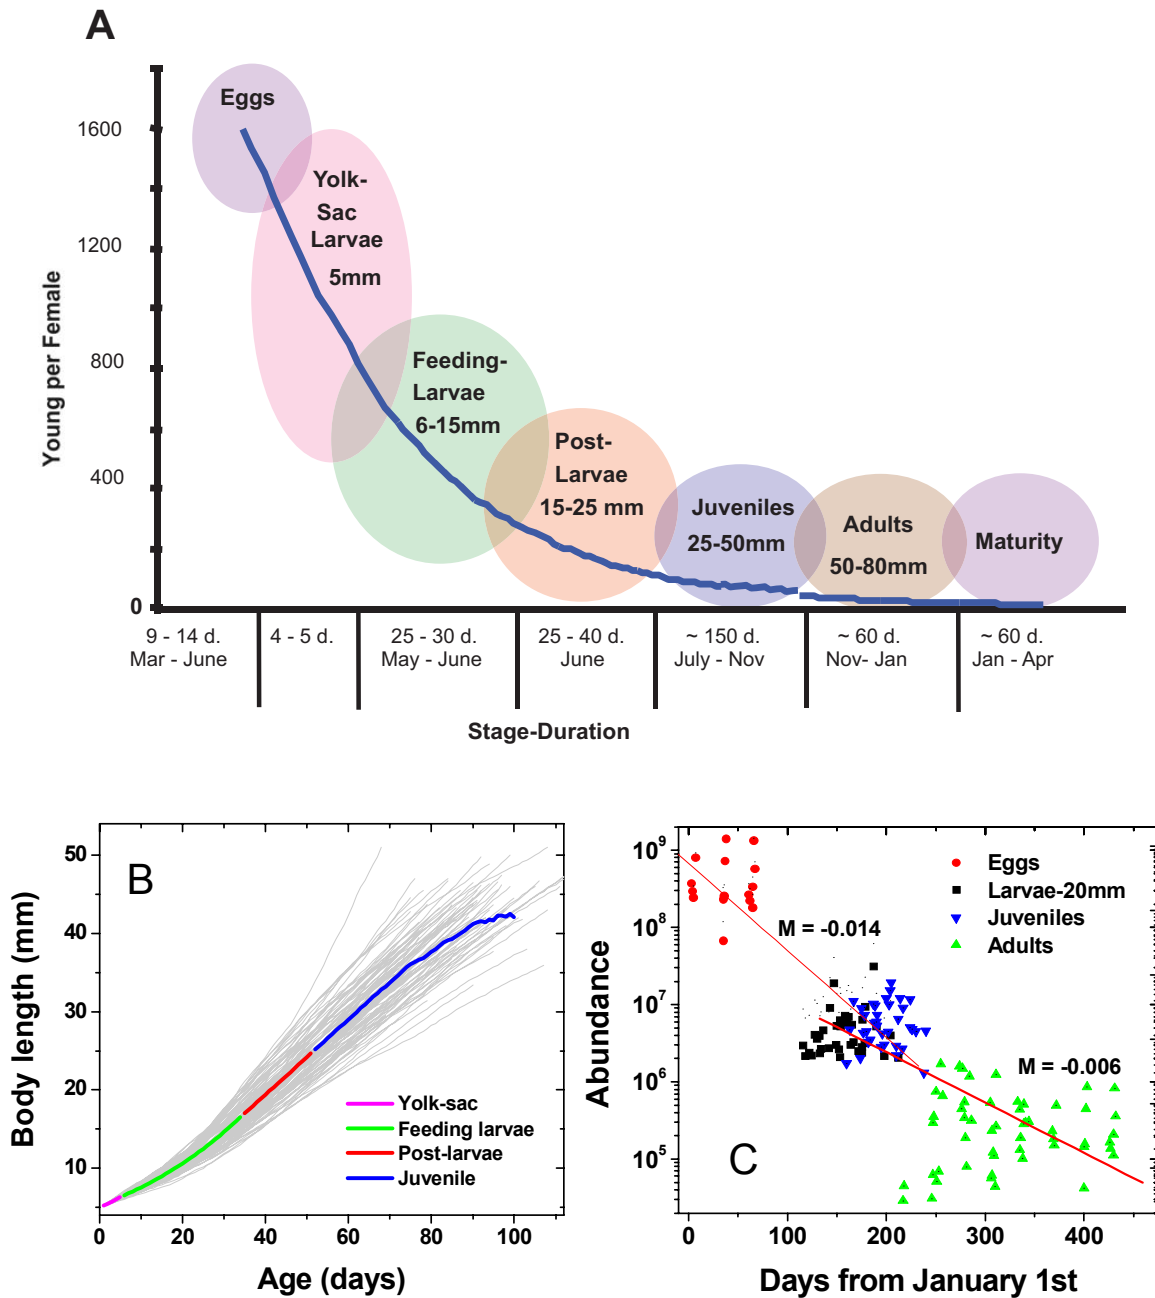 A
Eggs
Yolk-
Sac
Larvae
5mm
Feeding-
Larvae
6-15mm
Post-
Larvae
15-25 mm
Juveniles
25-50mm
Adults
50-80mm
Maturity
Young per Female
1600
1200
800
400
0
9 - 14 d.
Mar - June
4 - 5 d.
25 - 30 d.
May - June
25 - 40 d.
June
~ 150 d.
July - Nov
~ 60 d.
Nov- Jan
~ 60 d.
Jan - Apr
Stage-Duration
B
Body length (mm)
50
40
30
20
10
Yolk-sac
Feeding larvae
Post-larvae
Juvenile
0 20 40 60 80 100
Age (days)
C
Abundance
10⁹
10⁸
10⁷
10⁶
10⁵
Eggs
Larvae-20mm
Juveniles
Adults
M = -0.014
M = -0.006
0 100 200 300 400
Days from January 1st